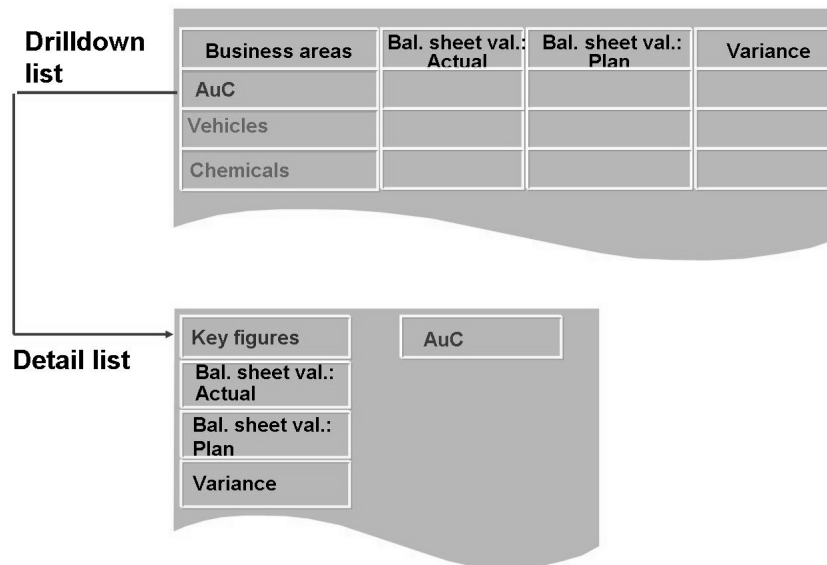 Drilldown
list
Business areas
Bal. sheet val.:
Actual
Bal. sheet val.:
Plan
Variance
AuC
Vehicles
Chemicals
Detail list
Key figures
AuC
Bal. sheet val.:
Actual
Bal. sheet val.:
Plan
Variance